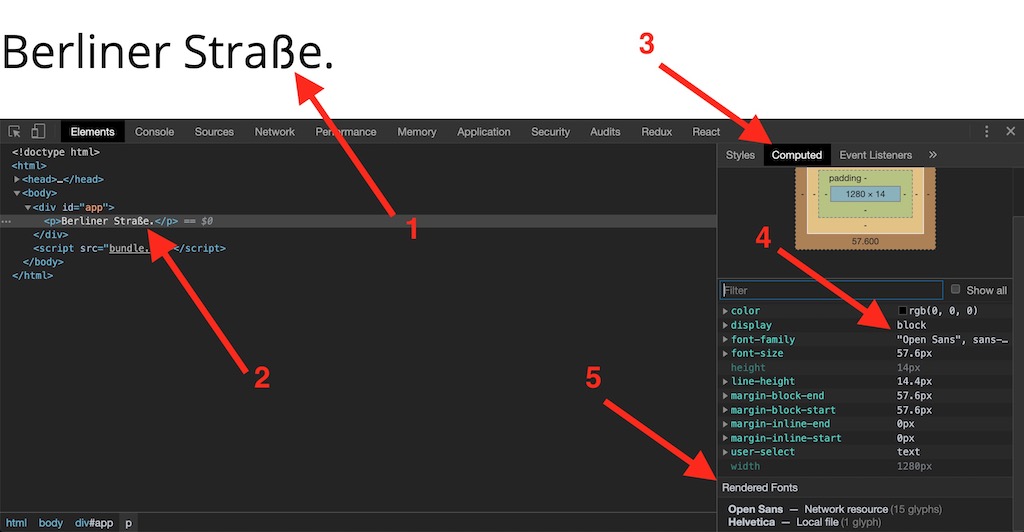 3
Berliner Straße.
Elements Console Sources Network Performance Memory Application Security Audits Redux React
<!doctype html>
<html>
<head>…</head>
<body>
<div id="app">
… <p>Berliner Straße.</p> == $0
</div>
<script src="bundle. </script>
</body>
</html>
1
2
Styles Computed Event Listeners »
padding -
- - - 1280 × 14 - - -
-
-
57.600
4
Filter Show all
color rgb(0, 0, 0)
display block
font-family "Open Sans", sans-…
font-size 57.6px
height 14px
5
line-height 14.4px
margin-block-end 57.6px
margin-block-start 57.6px
margin-inline-end 0px
margin-inline-start 0px
user-select text
width 1280px
Rendered Fonts
Open Sans — Network resource (15 glyphs)
Helvetica — Local file (1 glyph)
html body div#app p